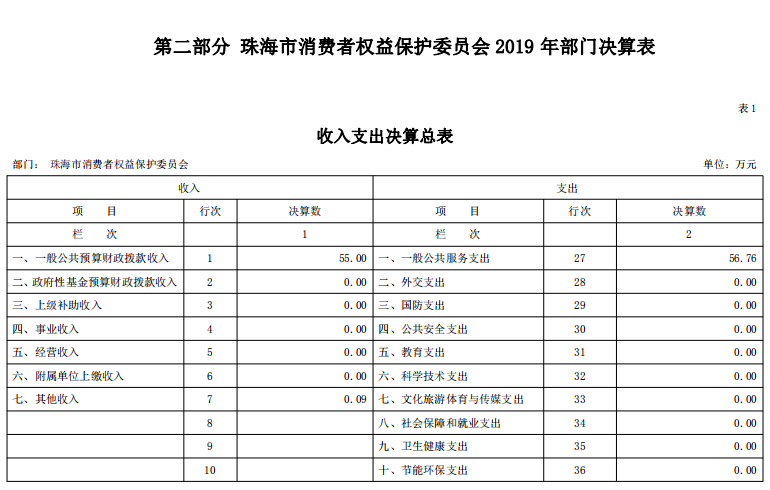 第二部分 珠海市消费者权益保护委员会 2019 年部门决算表
表 1
收入支出决算总表
部门： 珠海市消费者权益保护委员会 单位：万元
收入 支出
项 目 行次 决算数 项 目 行次 决算数
栏 次 1 栏 次 2
一、一般公共预算财政拨款收入 1 55.00 一、一般公共服务支出 27 56.76
二、政府性基金预算财政拨款收入 2 0.00 二、外交支出 28 0.00
三、上级补助收入 3 0.00 三、国防支出 29 0.00
四、事业收入 4 0.00 四、公共安全支出 30 0.00
五、经营收入 5 0.00 五、教育支出 31 0.00
六、附属单位上缴收入 6 0.00 六、科学技术支出 32 0.00
七、其他收入 7 0.09 七、文化旅游体育与传媒支出 33 0.00
8 八、社会保障和就业支出 34 0.00
9 九、卫生健康支出 35 0.00
10 十、节能环保支出 36 0.00